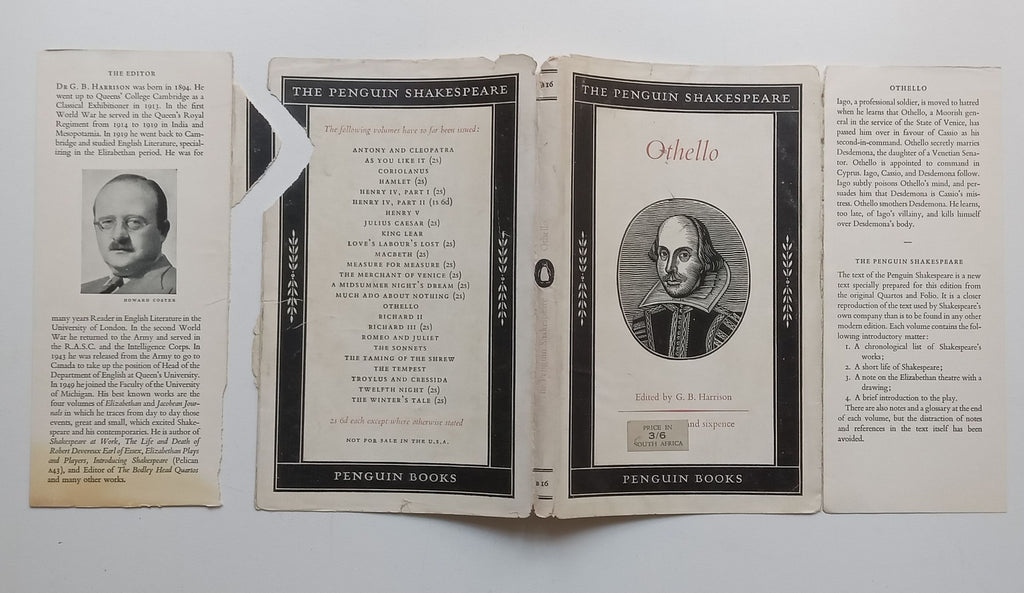 THE EDITOR
DR G. B. HARRISON was born in 1894. He
went up to Queens' College Cambridge as a
Classical Exhibitioner in 1913. In the first
World War he served in the Queen's Royal
Regiment from 1914 to 1919 in India and
Mesopotamia. In 1919 he went back to Cam-
bridge and studied English Literature, special-
izing in the Elizabethan period. He was for
HOWARD COSTER
many years Reader in English Literature in the
University of London. In the second World
War he returned to the Army and served in
the R.A.S.C. and the Intelligence Corps. In
1943 he was released from the Army to go to
Canada to take up the position of Head of the
Department of English at Queen's University.
In 1949 he joined the Faculty of the University
of Michigan. His best known works are the
four volumes of Elizabethan and Jacobean Jour-
nals in which he traces from day to day those
events, great and small, which excited Shake-
speare and his contemporaries. He is author of
Shakespeare at Work, The Life and Death of
Robert Devereux Earl of Essex, Elizabethan Plays
and Players, Introducing Shakespeare (Pelican
A43), and Editor of The Bodley Head Quartos
and many other works.
THE PENGUIN SHAKESPEARE
The following volumes have so far been issued:
ANTONY AND CLEOPATRA
AS YOU LIKE IT (2s)
CORIOLANUS
HAMLET (2s)
HENRY IV, PART I (2s)
HENRY IV, PART II (1s 6d)
HENRY V
JULIUS CAESAR (2s)
KING LEAR
LOVE'S LABOUR'S LOST (2s)
MACBETH (2s)
MEASURE FOR MEASURE (2s)
THE MERCHANT OF VENICE (2s)
A MIDSUMMER NIGHT'S DREAM (2s)
MUCH ADO ABOUT NOTHING (2s)
OTHELLO
RICHARD II
RICHARD III (2s)
ROMEO AND JULIET
THE SONNETS
THE TAMING OF THE SHREW
THE TEMPEST
TROYLUS AND CRESSIDA
TWELFTH NIGHT (2s)
THE WINTER'S TALE (2s)
2s 6d each except where otherwise stated
NOT FOR SALE IN THE U.S.A.
PENGUIN BOOKS
B16
Othello
The Penguin Shakespeare
B16
THE PENGUIN SHAKESPEARE
Othello
Edited by G. B. Harrison
and sixpence
PRICE IN
3/6
SOUTH AFRICA
PENGUIN BOOKS
OTHELLO
Iago, a professional soldier, is moved to hatred
when he learns that Othello, a Moorish gen-
eral in the service of the State of Venice, has
passed him over in favour of Cassio as his
second-in-command. Othello secretly marries
Desdemona, the daughter of a Venetian Sena-
tor. Othello is appointed to command in
Cyprus. Iago, Cassio, and Desdemona follow.
Iago subtly poisons Othello's mind, and per-
suades him that Desdemona is Cassio's mis-
tress. Othello smothers Desdemona. He learns,
too late, of Iago's villainy, and kills himself
over Desdemona's body.
THE PENGUIN SHAKESPEARE
The text of the Penguin Shakespeare is a new
text specially prepared for this edition from
the original Quartos and Folio. It is a closer
reproduction of the text used by Shakespeare's
own company than is to be found in any other
modern edition. Each volume contains the fol-
lowing introductory matter:
1. A chronological list of Shakespeare's
works;
2. A short life of Shakespeare;
3. A note on the Elizabethan theatre with a
drawing;
4. A brief introduction to the play.
There are also notes and a glossary at the end
of each volume, but the distraction of notes
and references in the text itself has been
avoided.